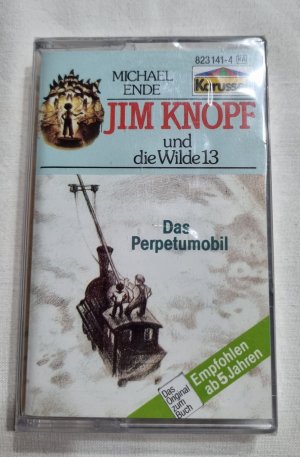 823 141-4
MICHAEL
ENDE
Karussell
JIM KNOPF
und
die Wilde 13
Das
Perpetumobil
Das Original
zum
Buch
Empfohlen
ab 5 Jahren